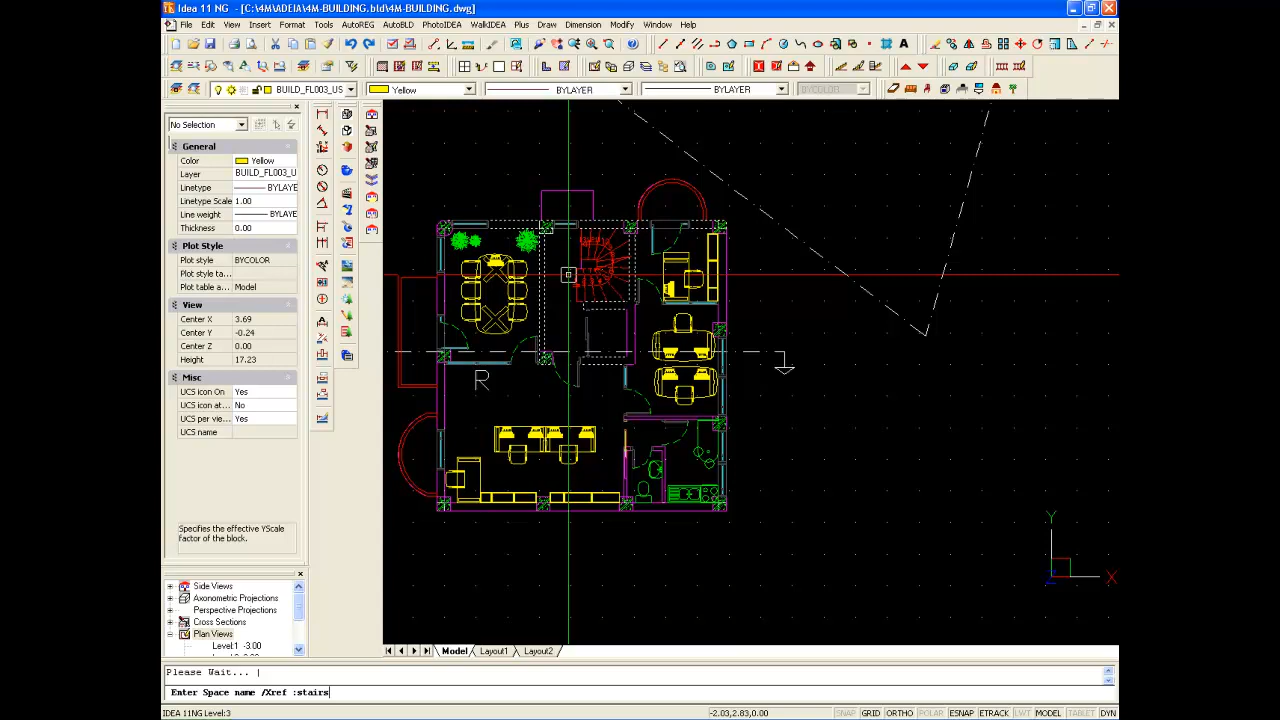 Idea 11 NG - [C:\4M\ADEIA\4M-BUILDING.bld\4M-BUILDING.dwg]
File Edit View Insert Format Tools AutoREG AutoBLD PhotoIDEA WalkIDEA Plus Draw Dimension Modify Window Help
BUILD_FL003_US Yellow BYLAYER BYLAYER BYCOLOR
No Selection
General
Color Yellow
Layer BUILD_FL003_U
Linetype BYLAYE
Linetype Scale 1.00
Line weight BYLAYE
Thickness 0.00
Plot Style
Plot style BYCOLOR
Plot style ta...
Plot table a... Model
View
Center X 3.69
Center Y -0.24
Center Z 0.00
Height 17.23
Misc
UCS icon On Yes
UCS icon at... No
UCS per vie... Yes
UCS name
Specifies the effective YScale
factor of the block.
Side Views
Axonometric Projections
Perspective Projections
Cross Sections
Plan Views
Level:1 -3.00
R
Y
X
Z
Model Layout1 Layout2
Please Wait... |
Enter Space name /Xref :stairs
IDEA 11NG Level:3 -2.03,2.83,0.00 SNAP GRID ORTHO POLAR ESNAP ETRACK LWT MODEL TABLET DYN